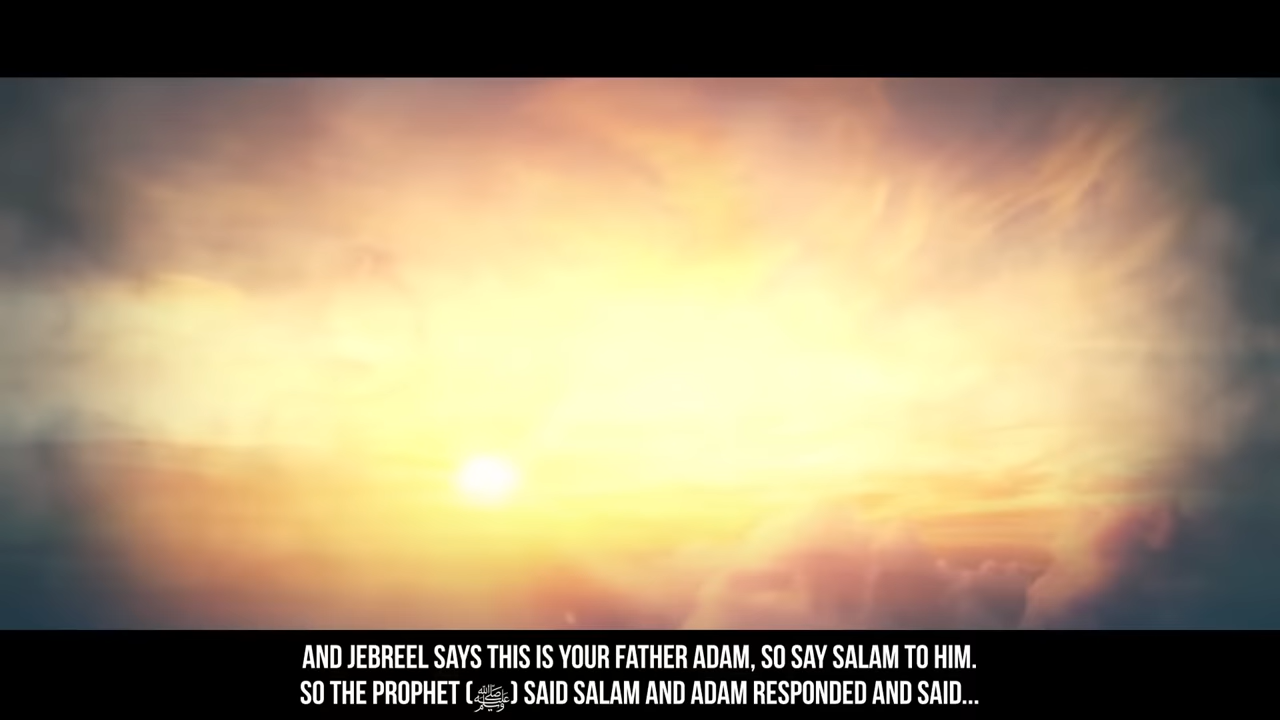 AND JEBREEL SAYS THIS IS YOUR FATHER ADAM, SO SAY SALAM TO HIM.
SO THE PROPHET (ﷺ) SAID SALAM AND ADAM RESPONDED AND SAID...